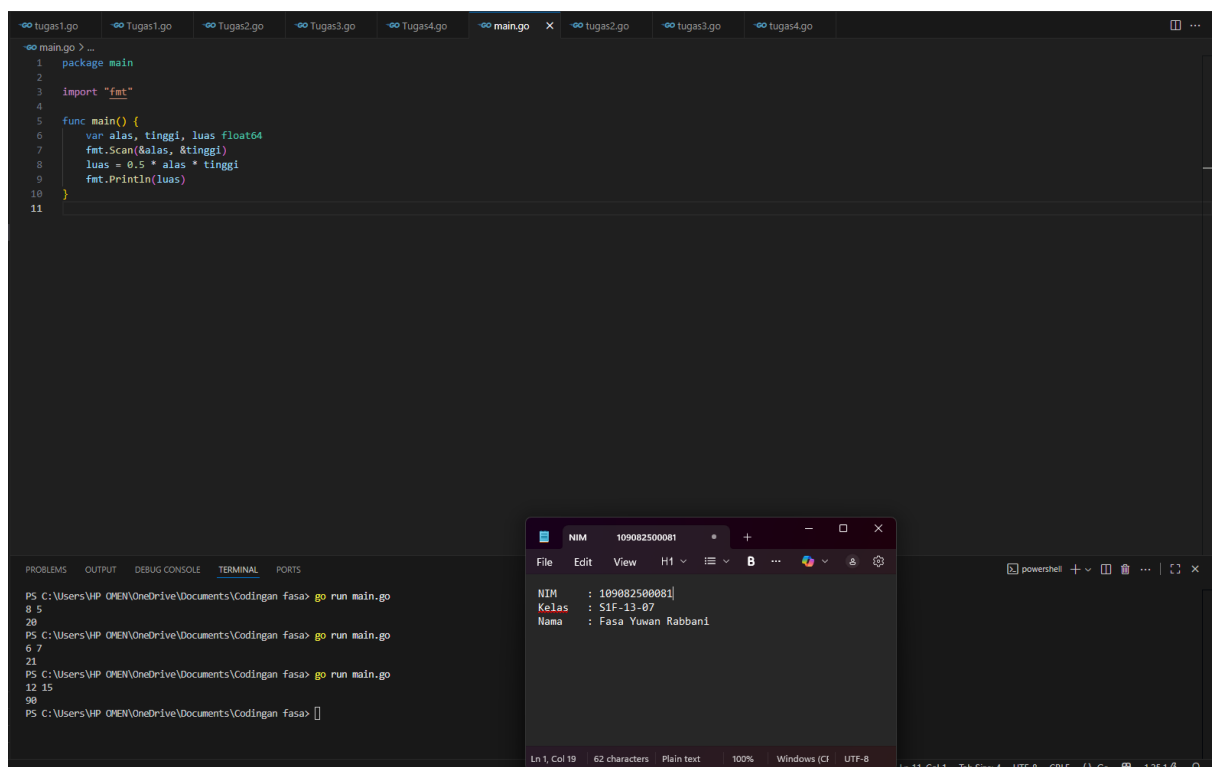 tugas1.go Tugas1.go Tugas2.go Tugas3.go Tugas4.go main.go tugas2.go tugas3.go tugas4.go
main.go > ...
1 package main
2
3 import "fmt"
4
5 func main() {
6 var alas, tinggi, luas float64
7 fmt.Scan(&alas, &tinggi)
8 luas = 0.5 * alas * tinggi
9 fmt.Println(luas)
10 }
11
PROBLEMS OUTPUT DEBUG CONSOLE TERMINAL PORTS powershell
PS C:\Users\HP OMEN\OneDrive\Documents\Codingan fasa> go run main.go
8 5
20
PS C:\Users\HP OMEN\OneDrive\Documents\Codingan fasa> go run main.go
6 7
21
PS C:\Users\HP OMEN\OneDrive\Documents\Codingan fasa> go run main.go
12 15
90
PS C:\Users\HP OMEN\OneDrive\Documents\Codingan fasa>
NIM 109082500081
File Edit View H1 B ...
NIM : 109082500081
Kelas : S1F-13-07
Nama : Fasa Yuwan Rabbani
Ln 1, Col 19 62 characters Plain text 100% Windows (CF UTF-8